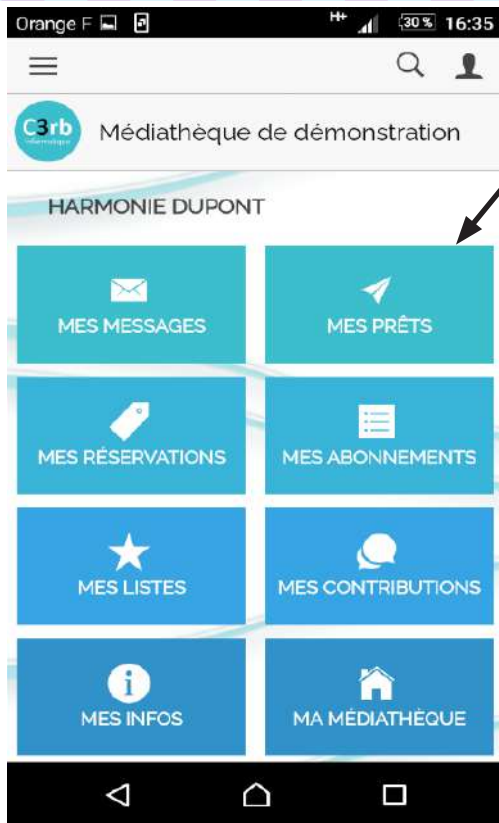 Orange F H+ 30% 16:35
C3rb
informatique
Médiathèque de démonstration
HARMONIE DUPONT
MES MESSAGES MES PRÊTS
MES RÉSERVATIONS MES ABONNEMENTS
MES LISTES MES CONTRIBUTIONS
MES INFOS MA MÉDIATHÈQUE